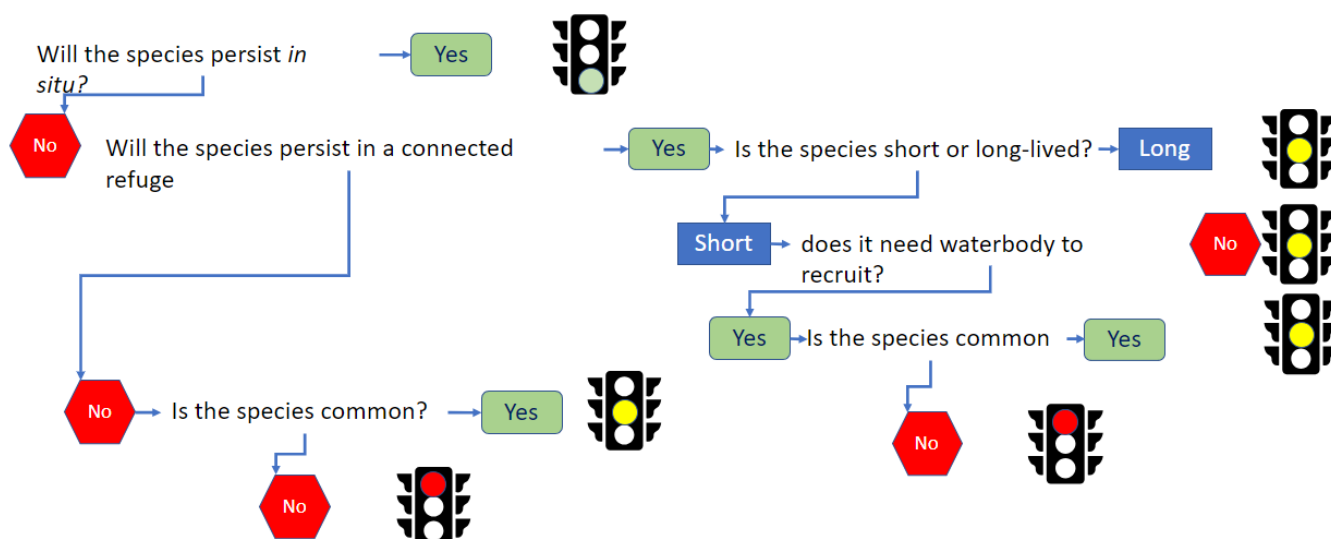 Will the species persist in
situ?
Yes
No
Will the species persist in a connected
refuge
Yes
Is the species short or long-lived?
Long
Short
does it need waterbody to
recruit?
No
Yes
Is the species common
Yes
No
No
Is the species common?
Yes
No